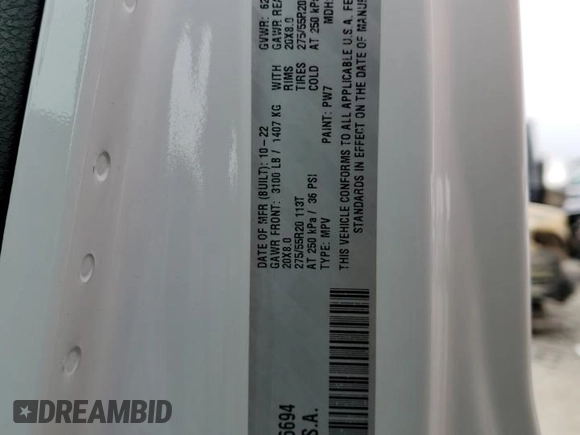 DATE OF MFR (BUILT): 10-22 GVWR: 62
GAWR FRONT: 3100 LB / 1407 KG WITH GAWR REA
20X8.0 RIMS 20X8.0
275/55R20 113T TIRES 275/55R20
AT 250 kPa / 36 PSI COLD AT 250 kPa
TYPE: MPV PAINT: PW7 MDH:
THIS VEHICLE CONFORMS TO ALL APPLICABLE U.S.A. FE
STANDARDS IN EFFECT ON THE DATE OF MANUF
6694
S.A.
DREAMBID